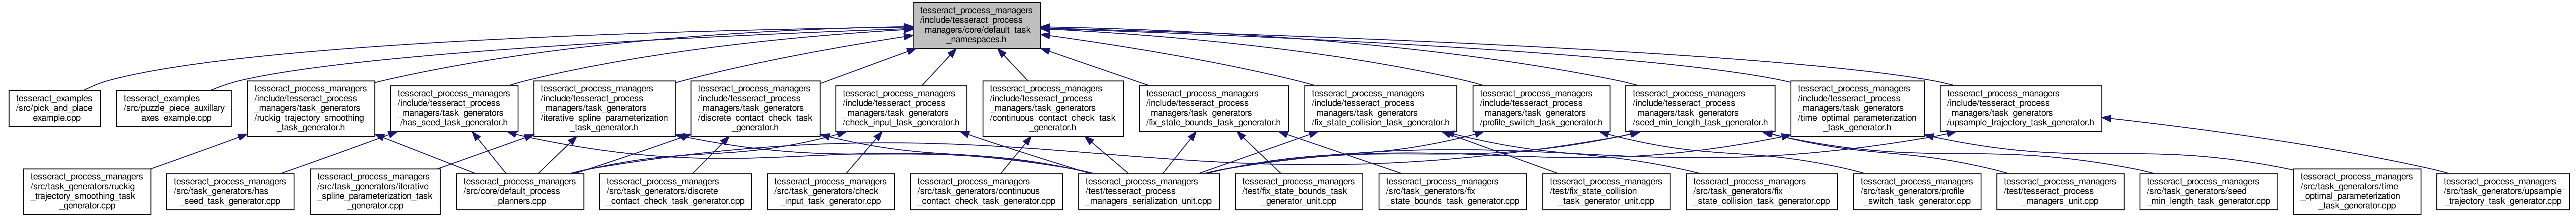 tesseract_process_managers
/include/tesseract_process
_managers/core/default_task
_namespaces.h
tesseract_examples
/src/pick_and_place
_example.cpp
tesseract_examples
/src/puzzle_piece_auxillary
_axes_example.cpp
tesseract_process_managers
/include/tesseract_process
_managers/task_generators
/ruckig_trajectory_smoothing
_task_generator.h
tesseract_process_managers
/include/tesseract_process
_managers/task_generators
/has_seed_task_generator.h
tesseract_process_managers
/include/tesseract_process
_managers/task_generators
/iterative_spline_parameterization
_task_generator.h
tesseract_process_managers
/include/tesseract_process
_managers/task_generators
/discrete_contact_check_task
_generator.h
tesseract_process_managers
/include/tesseract_process
_managers/task_generators
/check_input_task_generator.h
tesseract_process_managers
/include/tesseract_process
_managers/task_generators
/continuous_contact_check_task
_generator.h
tesseract_process_managers
/include/tesseract_process
_managers/task_generators
/fix_state_bounds_task_generator.h
tesseract_process_managers
/include/tesseract_process
_managers/task_generators
/fix_state_collision_task_generator.h
tesseract_process_managers
/include/tesseract_process
_managers/task_generators
/profile_switch_task_generator.h
tesseract_process_managers
/include/tesseract_process
_managers/task_generators
/seed_min_length_task_generator.h
tesseract_process_managers
/include/tesseract_process
_managers/task_generators
/time_optimal_parameterization
_task_generator.h
tesseract_process_managers
/include/tesseract_process
_managers/task_generators
/upsample_trajectory_task_generator.h
tesseract_process_managers
/src/task_generators/ruckig
_trajectory_smoothing_task
_generator.cpp
tesseract_process_managers
/src/task_generators/has
_seed_task_generator.cpp
tesseract_process_managers
/src/task_generators/iterative
_spline_parameterization_task
_generator.cpp
tesseract_process_managers
/src/core/default_process
_planners.cpp
tesseract_process_managers
/src/task_generators/discrete
_contact_check_task_generator.cpp
tesseract_process_managers
/src/task_generators/check
_input_task_generator.cpp
tesseract_process_managers
/src/task_generators/continuous
_contact_check_task_generator.cpp
tesseract_process_managers
/test/tesseract_process
_managers_serialization_unit.cpp
tesseract_process_managers
/test/fix_state_bounds_task
_generator_unit.cpp
tesseract_process_managers
/src/task_generators/fix
_state_bounds_task_generator.cpp
tesseract_process_managers
/test/fix_state_collision
_task_generator_unit.cpp
tesseract_process_managers
/src/task_generators/fix
_state_collision_task_generator.cpp
tesseract_process_managers
/src/task_generators/profile
_switch_task_generator.cpp
tesseract_process_managers
/test/tesseract_process
_managers_unit.cpp
tesseract_process_managers
/src/task_generators/seed
_min_length_task_generator.cpp
tesseract_process_managers
/src/task_generators/time
_optimal_parameterization
_task_generator.cpp
tesseract_process_managers
/src/task_generators/upsample
_trajectory_task_generator.cpp